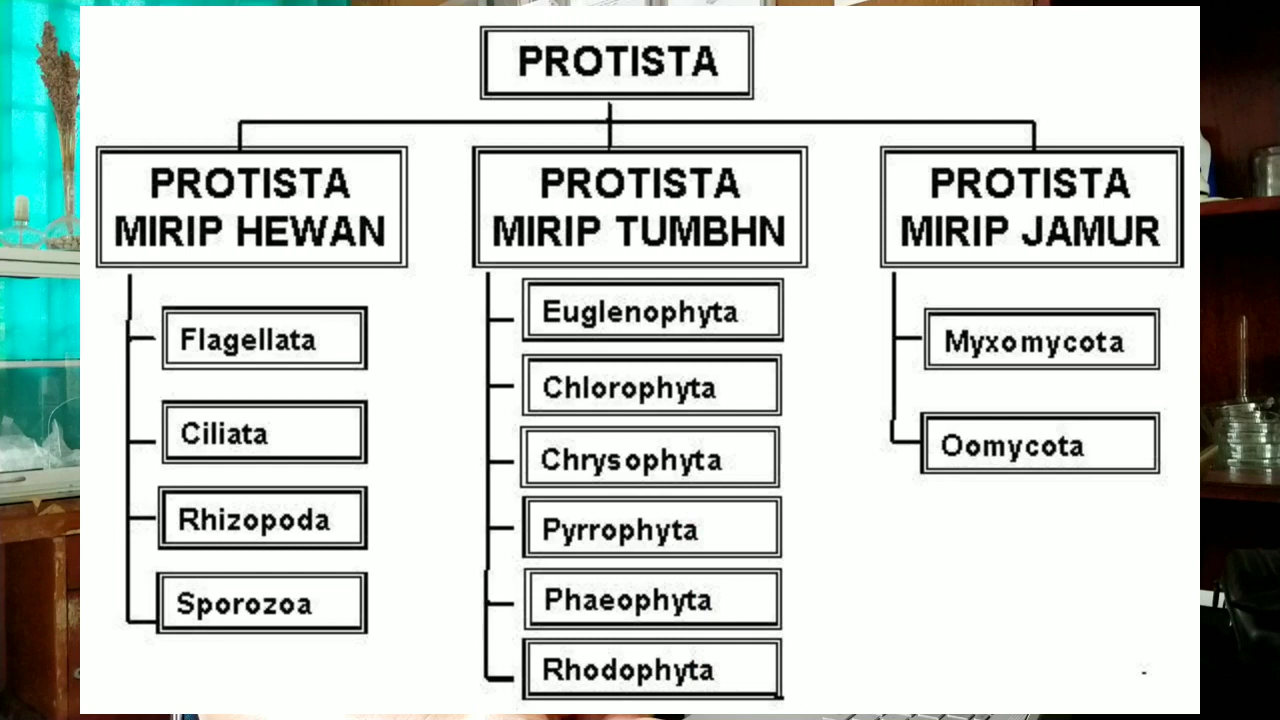 PROTISTA
PROTISTA
MIRIP HEWAN
Flagellata
Ciliata
Rhizopoda
Sporozoa
PROTISTA
MIRIP TUMBHN
Euglenophyta
Chlorophyta
Chrysophyta
Pyrrophyta
Phaeophyta
Rhodophyta
PROTISTA
MIRIP JAMUR
Myxomycota
Oomycota